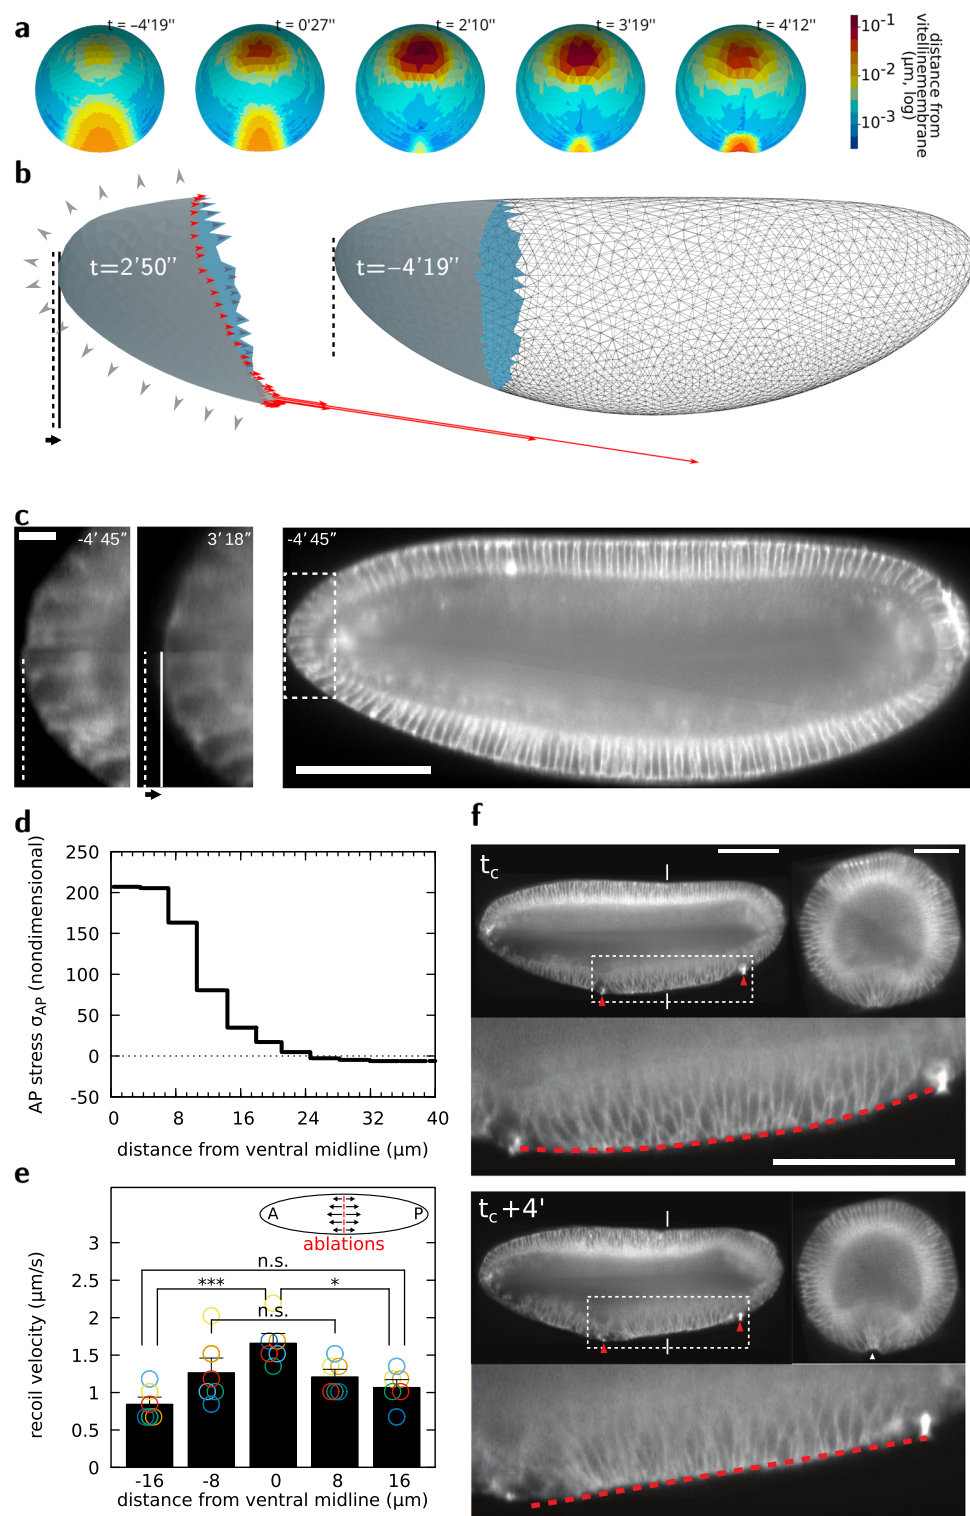 a
t = –4'19"
t = 0'27"
t = 2'10"
t = 3'19"
t = 4'12"
10-1
10-2
10-3
distance from
vitellinemembrane
(µm, log)
b
t=2'50''
t=–4'19''
c
-4'45''
3'18''
-4'45''
d
AP stress σAP (nondimensional)
250
200
150
100
50
0
-50
0 8 16 24 32 40
distance from ventral midline (µm)
e
recoil velocity (µm/s)
3
2.5
2
1.5
1
0.5
0
A P
ablations
n.s.
*** *
n.s.
-16 -8 0 8 16
distance from ventral midline (µm)
f
tc
tc+4'